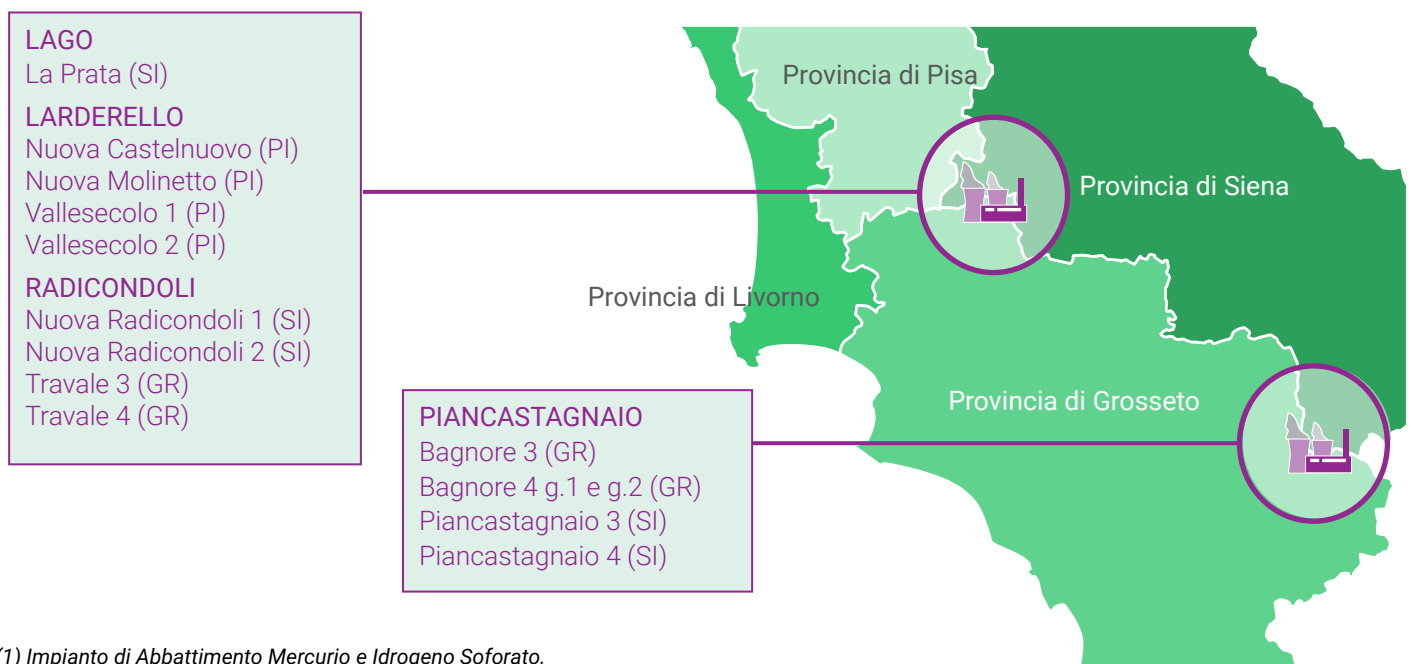 LAGO
La Prata (SI)
LARDERELLO
Nuova Castelnuovo (PI)
Nuova Molinetto (PI)
Vallesecolo 1 (PI)
Vallesecolo 2 (PI)
RADICONDOLI
Nuova Radicondoli 1 (SI)
Nuova Radicondoli 2 (SI)
Travale 3 (GR)
Travale 4 (GR)
Provincia di Pisa
Provincia di Siena
Provincia di Livorno
Provincia di Grosseto
PIANCASTAGNAIO
Bagnore 3 (GR)
Bagnore 4 g.1 e g.2 (GR)
Piancastagnaio 3 (SI)
Piancastagnaio 4 (SI)
(1) Impianto di Abbattimento Mercurio e Idrogeno Soforato.